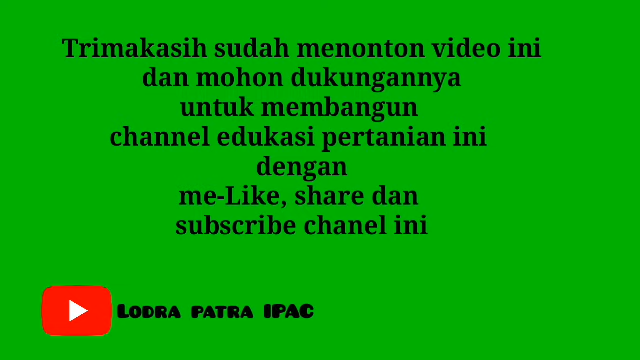 Trimakasih sudah menonton video ini
dan mohon dukungannya
untuk membangun
channel edukasi pertanian ini
dengan
me-Like, share dan
subscribe chanel ini
Lodra patra IPAC